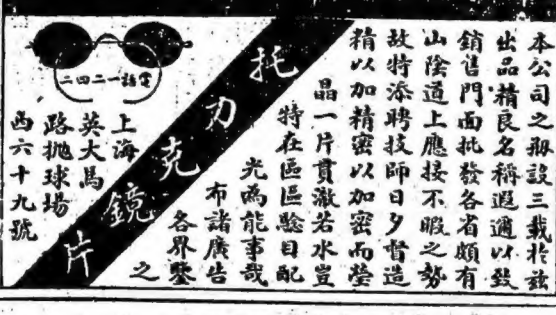 本公司之毋設三載於茲
出品精良名稱遐邇以致
銷售門面批發各省頗有
山陰道上應接不暇之勢
故特添聘技師日夕督造
精以加精密以加密而瑩
晶一片貫澈若水豈
特在區區驗目配
光為能事哉
布諸廣告
各界鑒
之
托力克鏡片
電話一二四二
上海
英大馬
路拋球場
西六十九號